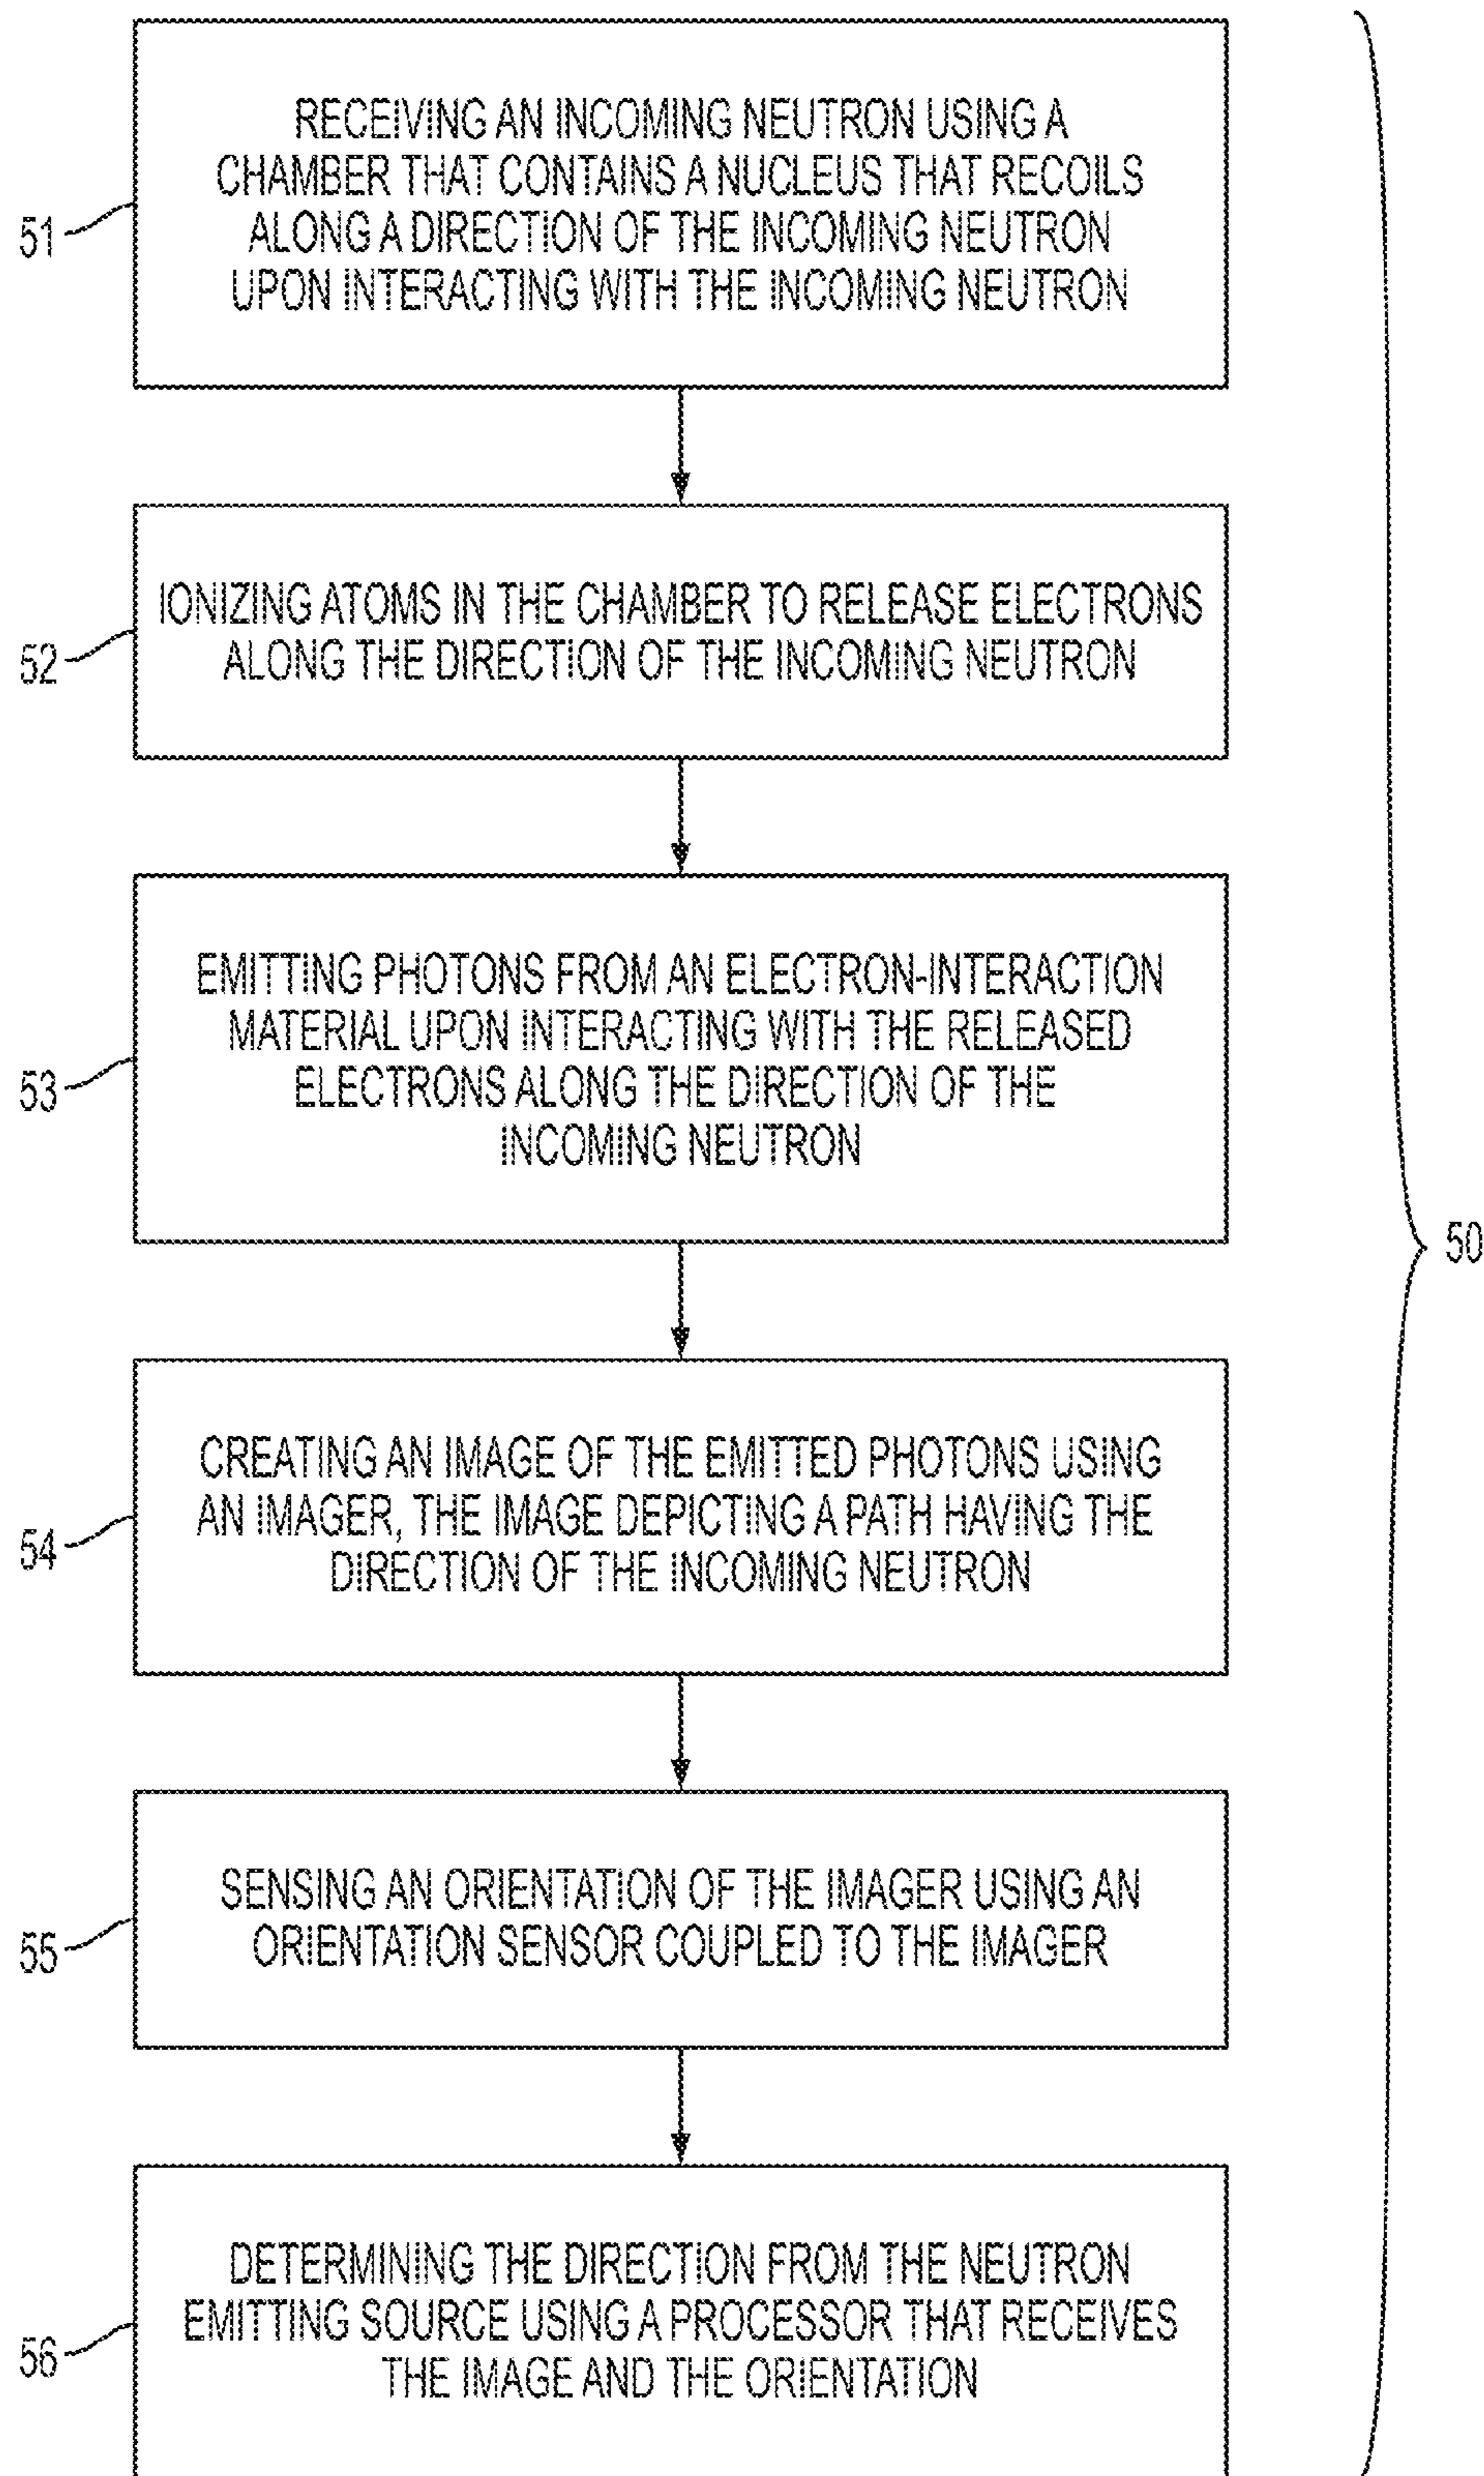 RECEIVING AN INCOMING NEUTRON USING A
CHAMBER THAT CONTAINS A NUCLEUS THAT RECOILS
ALONG A DIRECTION OF THE INCOMING NEUTRON
UPON INTERACTING WITH THE INCOMING NEUTRON
51
IONIZING ATOMS IN THE CHAMBER TO RELEASE ELECTRONS
ALONG THE DIRECTION OF THE INCOMING NEUTRON
52
EMITTING PHOTONS FROM AN ELECTRON-INTERACTION
MATERIAL UPON INTERACTING WITH THE RELEASED
ELECTRONS ALONG THE DIRECTION OF THE
INCOMING NEUTRON
53
50
CREATING AN IMAGE OF THE EMITTED PHOTONS USING
AN IMAGER, THE IMAGE DEPICTING A PATH HAVING THE
DIRECTION OF THE INCOMING NEUTRON
54
SENSING AN ORIENTATION OF THE IMAGER USING AN
ORIENTATION SENSOR COUPLED TO THE IMAGER
55
DETERMINING THE DIRECTION FROM THE NEUTRON
EMITTING SOURCE USING A PROCESSOR THAT RECEIVES
THE IMAGE AND THE ORIENTATION
56